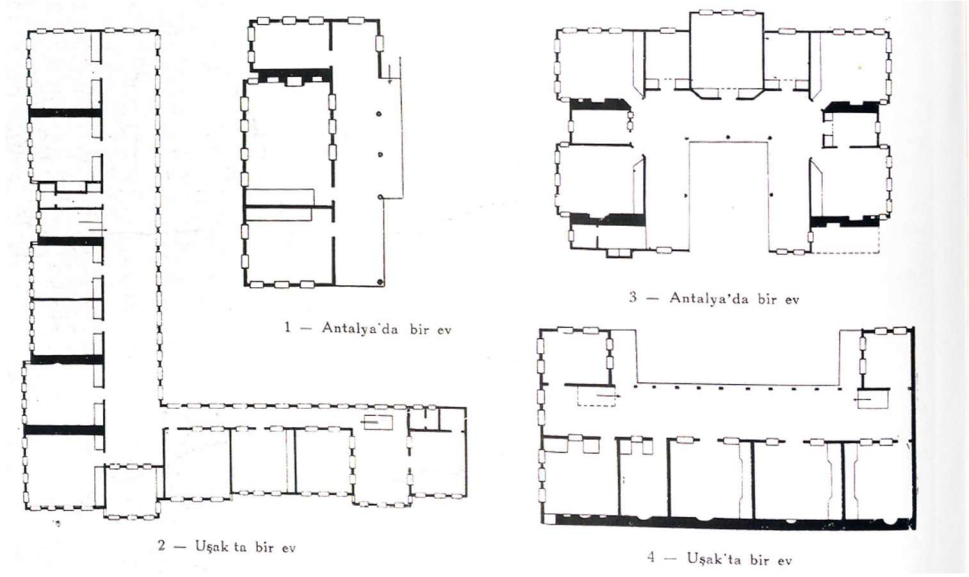 1 — Antalya'da bir ev
3 — Antalya'da bir ev
2 — Uşak ta bir ev
4 — Uşak'ta bir ev